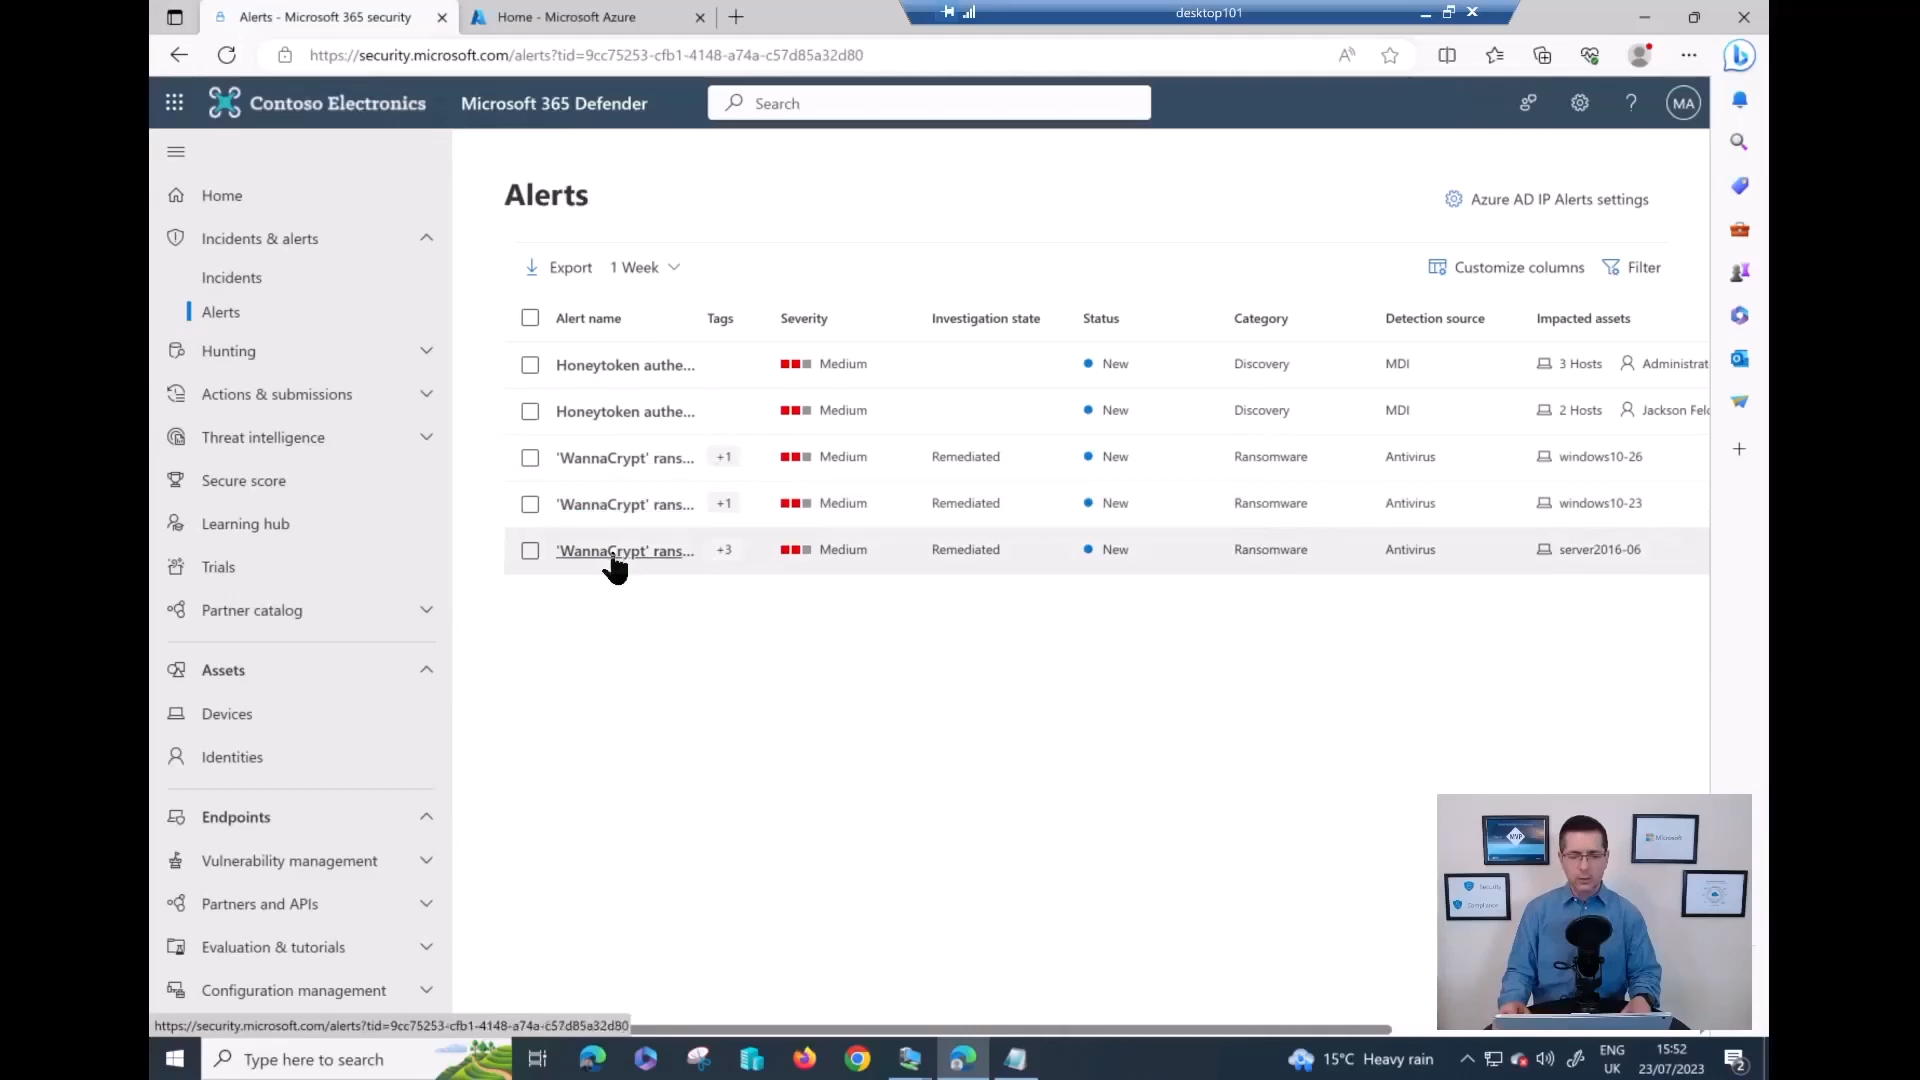 Alerts - Microsoft 365 security
Home - Microsoft Azure
desktop101
https://security.microsoft.com/alerts?tid=9cc75253-cfb1-4148-a74a-c57d85a32d80
Contoso Electronics
Microsoft 365 Defender
Search
MA
Home
Incidents & alerts
Incidents
Alerts
Hunting
Actions & submissions
Threat intelligence
Secure score
Learning hub
Trials
Partner catalog
Assets
Devices
Identities
Endpoints
Vulnerability management
Partners and APIs
Evaluation & tutorials
Configuration management
Alerts
Azure AD IP Alerts settings
Export 1 Week
Customize columns Filter
Alert name Tags Severity Investigation state Status Category Detection source Impacted assets
Honeytoken authe... Medium New Discovery MDI 3 Hosts Administrat
Honeytoken authe... Medium New Discovery MDI 2 Hosts Jackson Fel
'WannaCrypt' rans... +1 Medium Remediated New Ransomware Antivirus windows10-26
'WannaCrypt' rans... +1 Medium Remediated New Ransomware Antivirus windows10-23
'WannaCrypt' rans... +3 Medium Remediated New Ransomware Antivirus server2016-06
MVP
Microsoft
Security
Compliance
https://security.microsoft.com/alerts?tid=9cc75253-cfb1-4148-a74a-c57d85a32d80
Type here to search
15°C Heavy rain
ENG
UK
15:52
23/07/2023
2